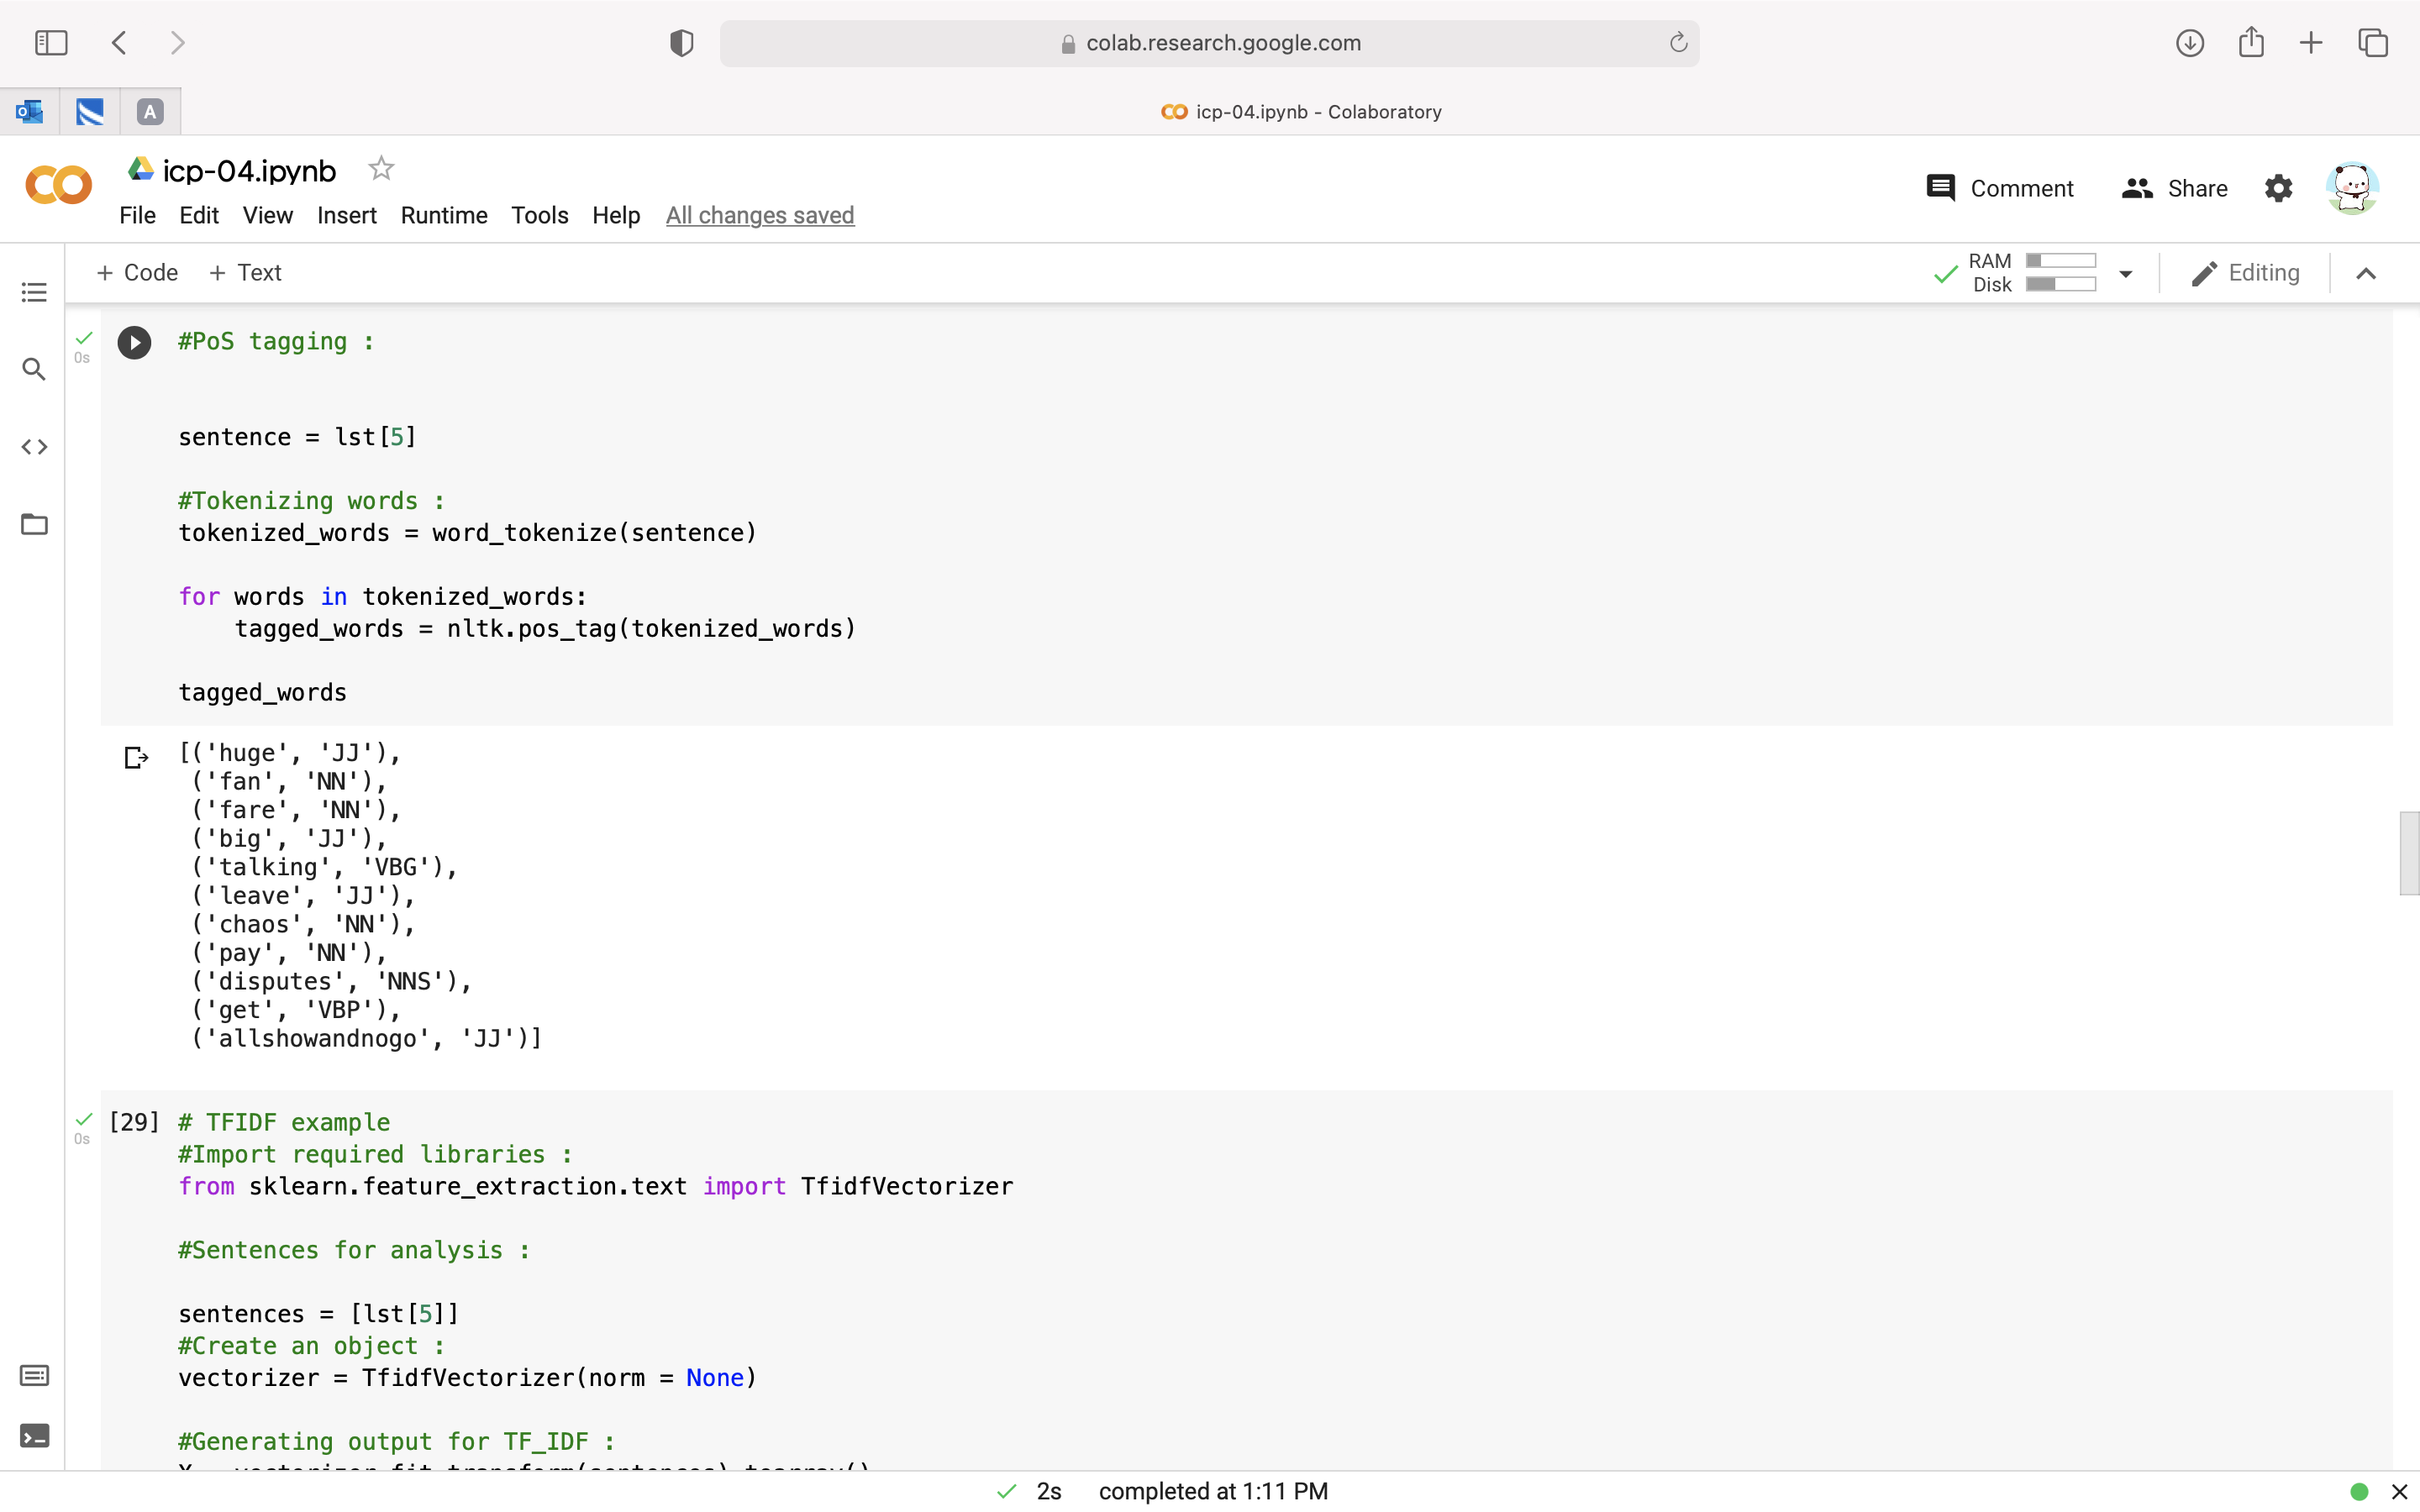 colab.research.google.com
A
icp-04.ipynb - Colaboratory
icp-04.ipynb
Comment
Share
File Edit View Insert Runtime Tools Help All changes saved
+ Code + Text
RAM
Disk
Editing
0s
#PoS tagging :
sentence = lst[5]
#Tokenizing words :
tokenized_words = word_tokenize(sentence)
for words in tokenized_words:
    tagged_words = nltk.pos_tag(tokenized_words)
tagged_words
[('huge', 'JJ'),
 ('fan', 'NN'),
 ('fare', 'NN'),
 ('big', 'JJ'),
 ('talking', 'VBG'),
 ('leave', 'JJ'),
 ('chaos', 'NN'),
 ('pay', 'NN'),
 ('disputes', 'NNS'),
 ('get', 'VBP'),
 ('allshowandnogo', 'JJ')]
0s
[29] # TFIDF example
#Import required libraries :
from sklearn.feature_extraction.text import TfidfVectorizer
#Sentences for analysis :
sentences = [lst[5]]
#Create an object :
vectorizer = TfidfVectorizer(norm = None)
#Generating output for TF_IDF :
2s completed at 1:11 PM